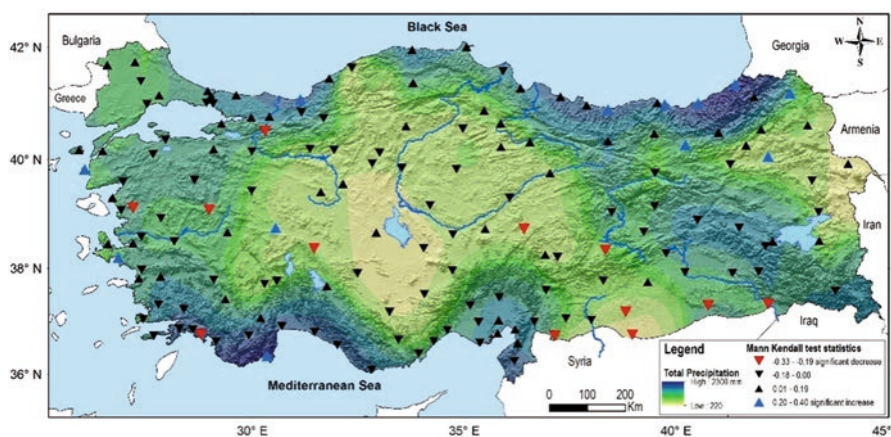 Black Sea
Bulgaria
Georgia
42° N
W E
N
S
Greece
Armenia
40° N
Iran
38° N
Iraq
Syria
36° N
Mediterranean Sea
Legend
Total Precipitation
High : 2300 mm
Low : 220
Mann Kendall test statistics
-0.33 - -0.19 significant decrease
-0.18 - 0.00
0.01 - 0.19
0.20 - 0.40 significant increase
0 100 200
Km
30° E 35° E 40° E 45°